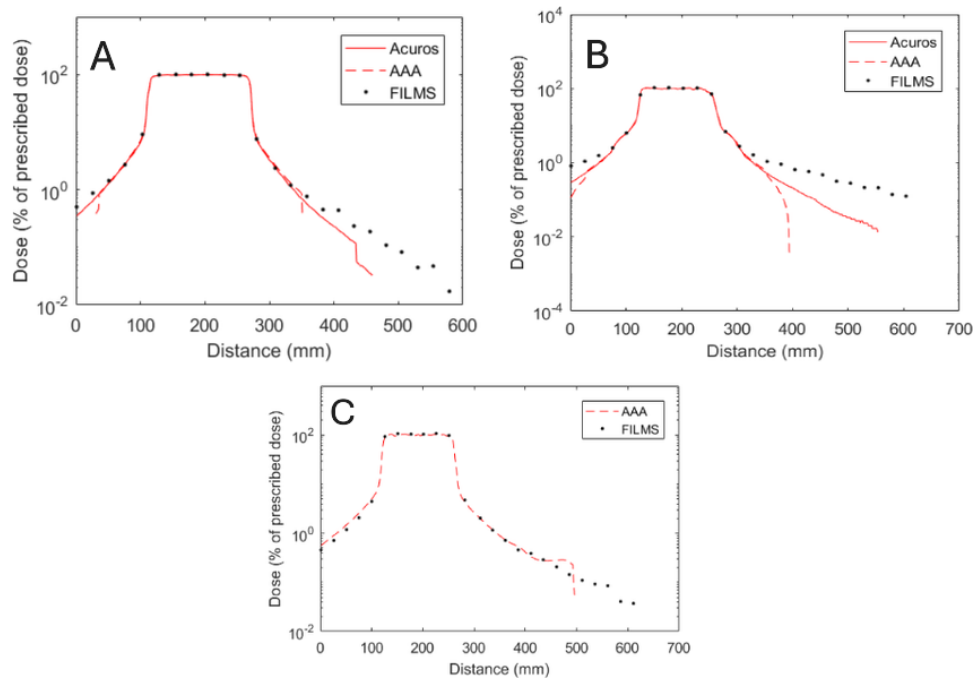 A
Acuros
AAA
FILMS
10^2
10^0
10^-2
0 100 200 300 400 500 600
Distance (mm)
Dose (% of prescribed dose)
B
Acuros
AAA
FILMS
10^4
10^2
10^0
10^-2
10^-4
0 100 200 300 400 500 600 700
Distance (mm)
Dose (% of prescribed dose)
C
AAA
FILMS
10^2
10^0
10^-2
0 100 200 300 400 500 600 700
Distance (mm)
Dose (% of prescribed dose)